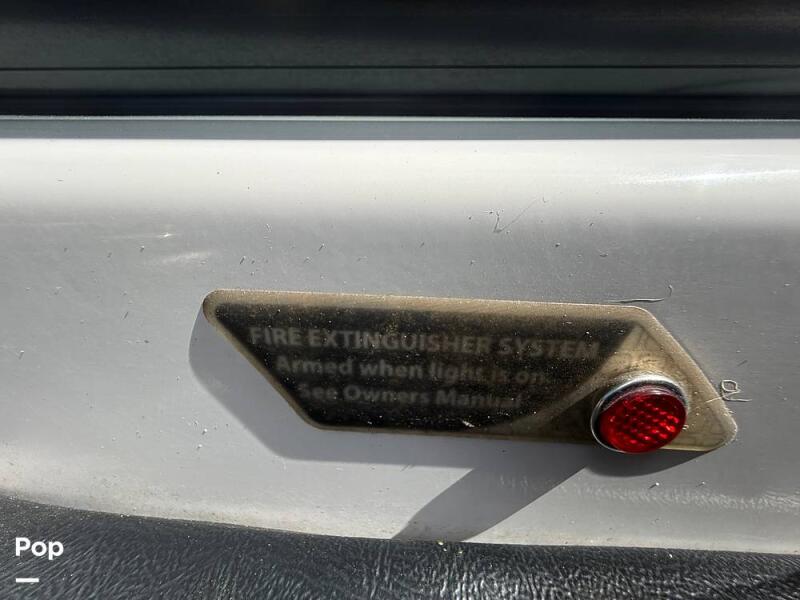 FIRE EXTINGUISHER SYSTEM
Armed when light is on.
See Owners Manual
Pop